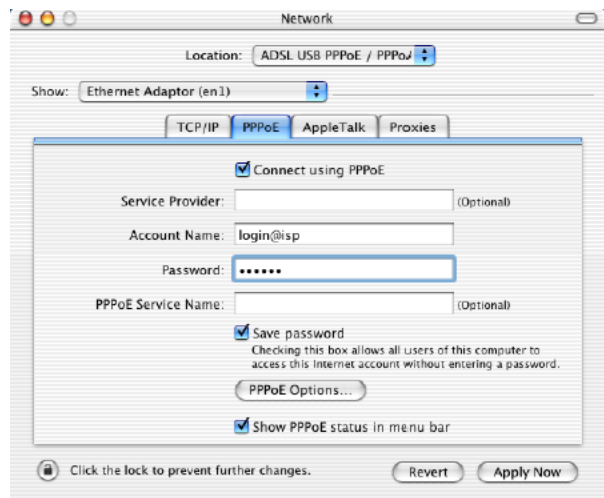 Network
Location: ADSL USB PPPoE / PPPo
Show: Ethernet Adaptor (en1)
TCP/IP PPPoE AppleTalk Proxies
Connect using PPPoE
Service Provider: (Optional)
Account Name: login@isp
Password: ••••••
PPPoE Service Name: (Optional)
Save password
Checking this box allows all users of this computer to
access this Internet account without entering a password.
PPPoE Options...
Show PPPoE status in menu bar
Click the lock to prevent further changes. Revert Apply Now